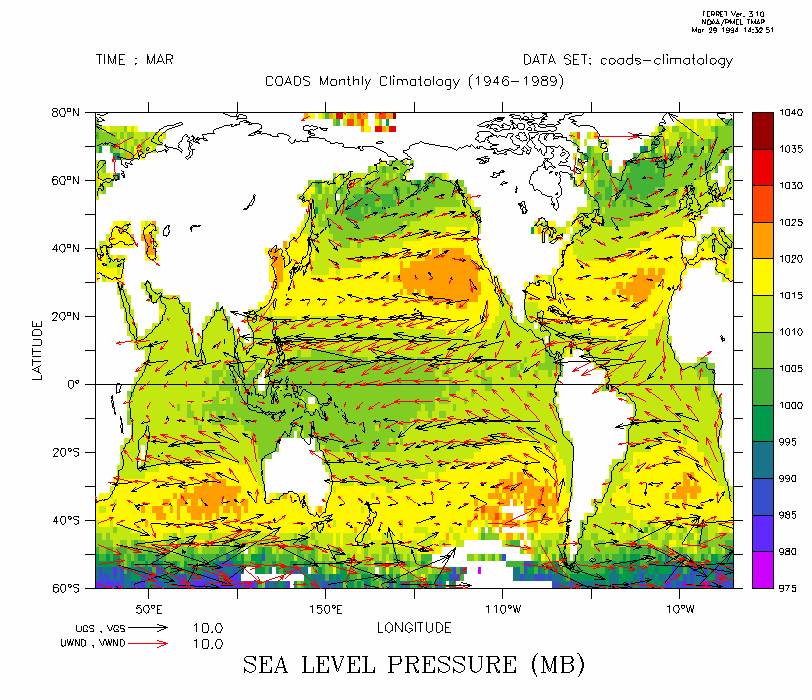 FERRET Ver. 3.10
NOAA/PMEL TMAP
Mar 29 1994 14:32:51
TIME : MAR
DATA SET: coads-climatology
COADS Monthly Climatology (1946-1989)
80°N
60°N
40°N
20°N
0°
20°S
40°S
60°S
LATITUDE
50°E
150°E
110°W
10°W
LONGITUDE
1040
1035
1030
1025
1020
1015
1010
1005
1000
995
990
985
980
975
UGS , VGS 10.0
UWND , VWND 10.0
SEA LEVEL PRESSURE (MB)